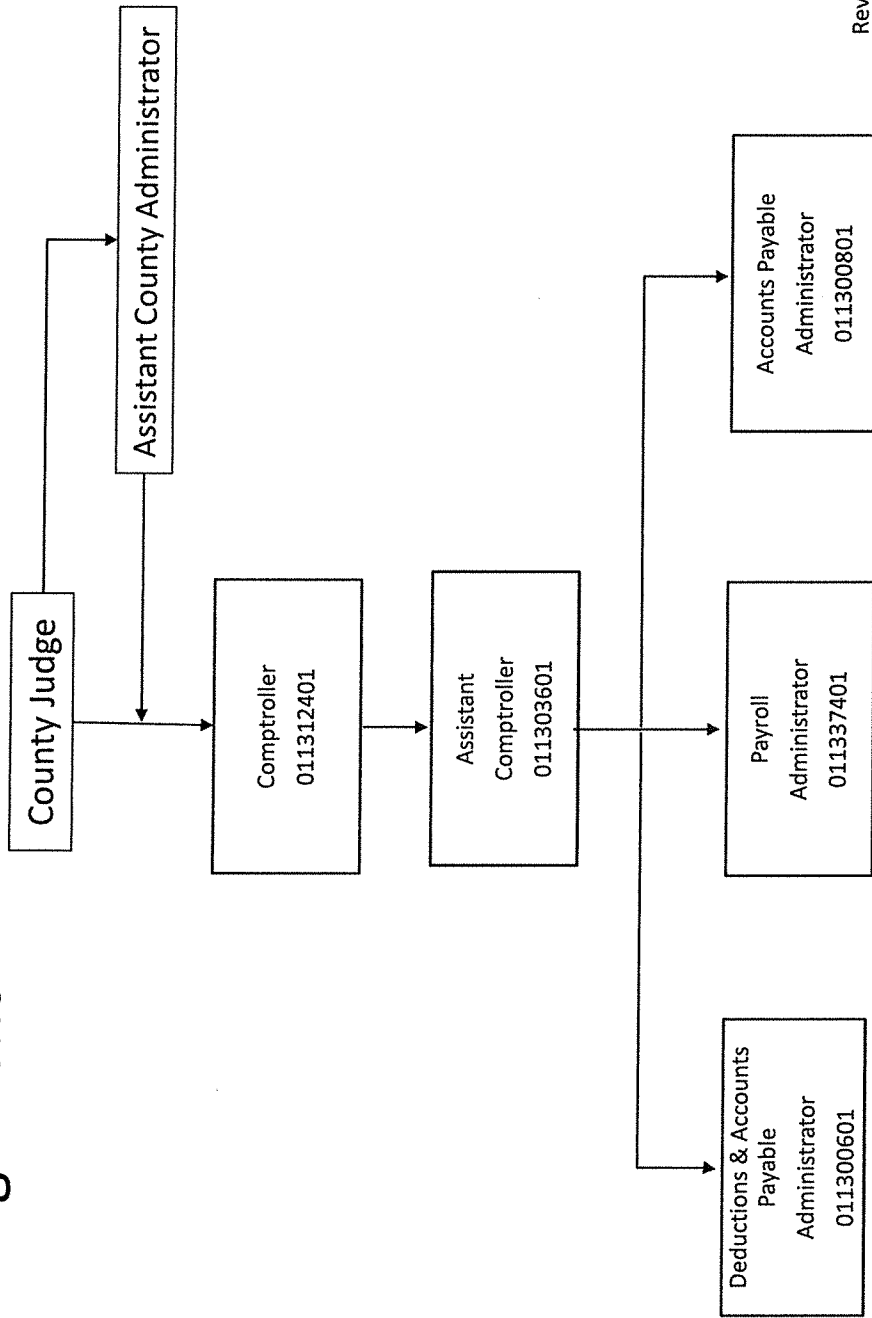 County Judge
Assistant County Administrator
Comptroller
011312401
Assistant
Comptroller
011303601
Deductions & Accounts
Payable
Administrator
011300601
Payroll
Administrator
011337401
Accounts Payable
Administrator
011300801
Rev